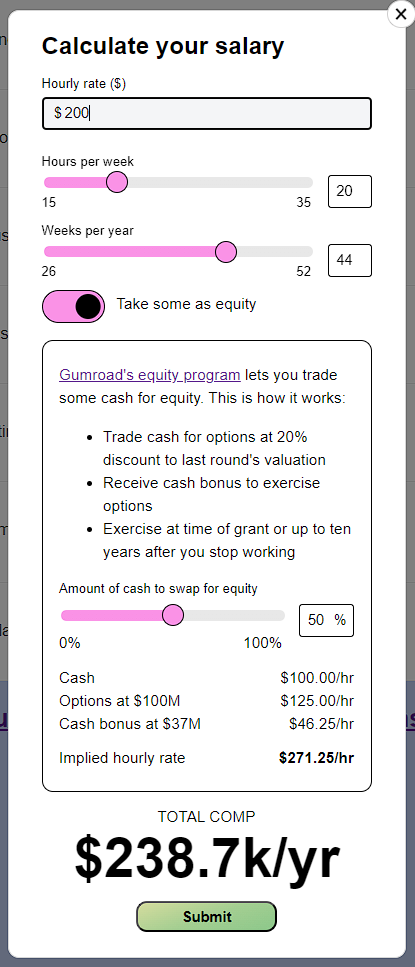 Calculate your salary
Hourly rate ($)
$ 200
Hours per week
20
15 35
Weeks per year
44
26 52
Take some as equity
Gumroad's equity program lets you trade
some cash for equity. This is how it works:
• Trade cash for options at 20%
discount to last round's valuation
• Receive cash bonus to exercise
options
• Exercise at time of grant or up to ten
years after you stop working
Amount of cash to swap for equity
50 %
0% 100%
Cash $100.00/hr
Options at $100M $125.00/hr
Cash bonus at $37M $46.25/hr
Implied hourly rate $271.25/hr
TOTAL COMP
$238.7k/yr
Submit